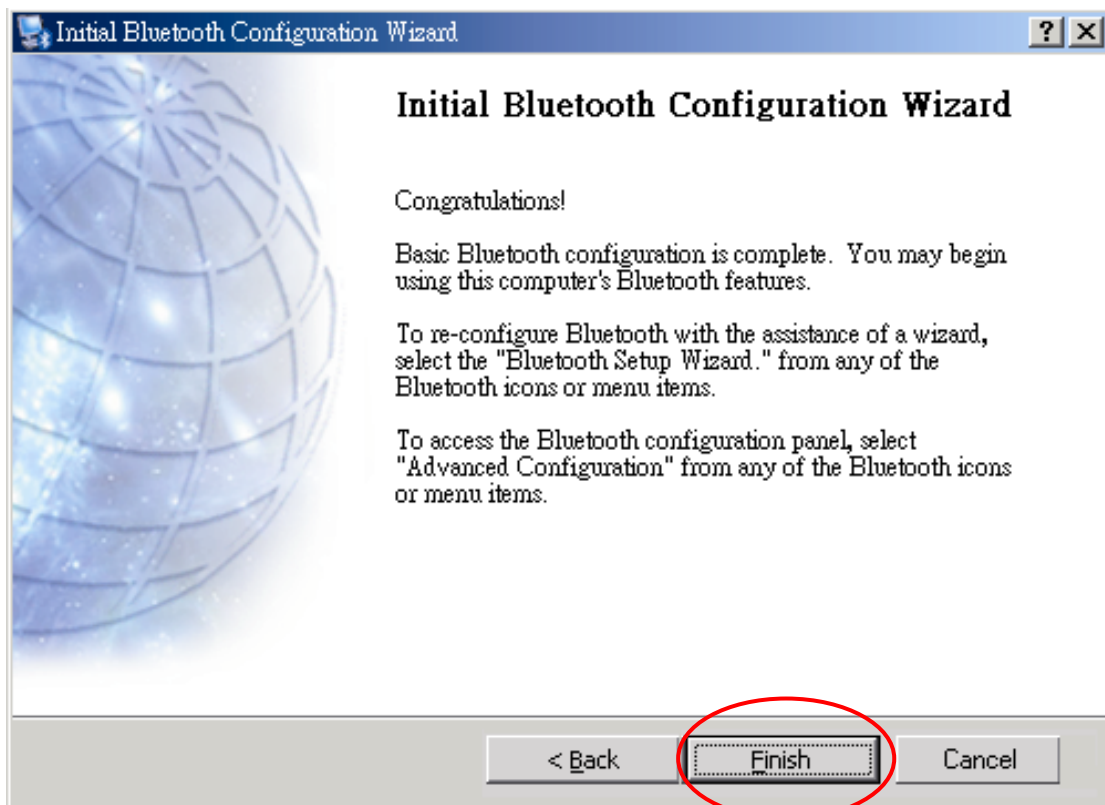 Initial Bluetooth Configuration Wizard
Initial Bluetooth Configuration Wizard
Congratulations!
Basic Bluetooth configuration is complete.  You may begin
using this computer's Bluetooth features.
To re-configure Bluetooth with the assistance of a wizard,
select the "Bluetooth Setup Wizard." from any of the
Bluetooth icons or menu items.
To access the Bluetooth configuration panel, select
"Advanced Configuration" from any of the Bluetooth icons
or menu items.
< Back Finish Cancel